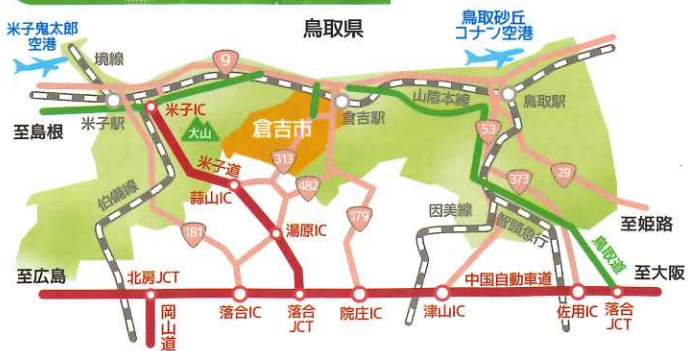 鳥取県
米子鬼太郎
空港
鳥取砂丘
コナン空港
境線
9
米子IC
米子駅
至島根
大山
倉吉市
倉吉駅
山陰本線
鳥取駅
53
313
米子道
482
蒜山IC
373
29
伯備線
181
湯原IC
179
因美線
智頭急行
鳥取道
至姫路
至広島
北房JCT
中国自動車道
至大阪
岡山道
落合IC
落合
JCT
院庄IC
津山IC
佐用IC
落合
JCT